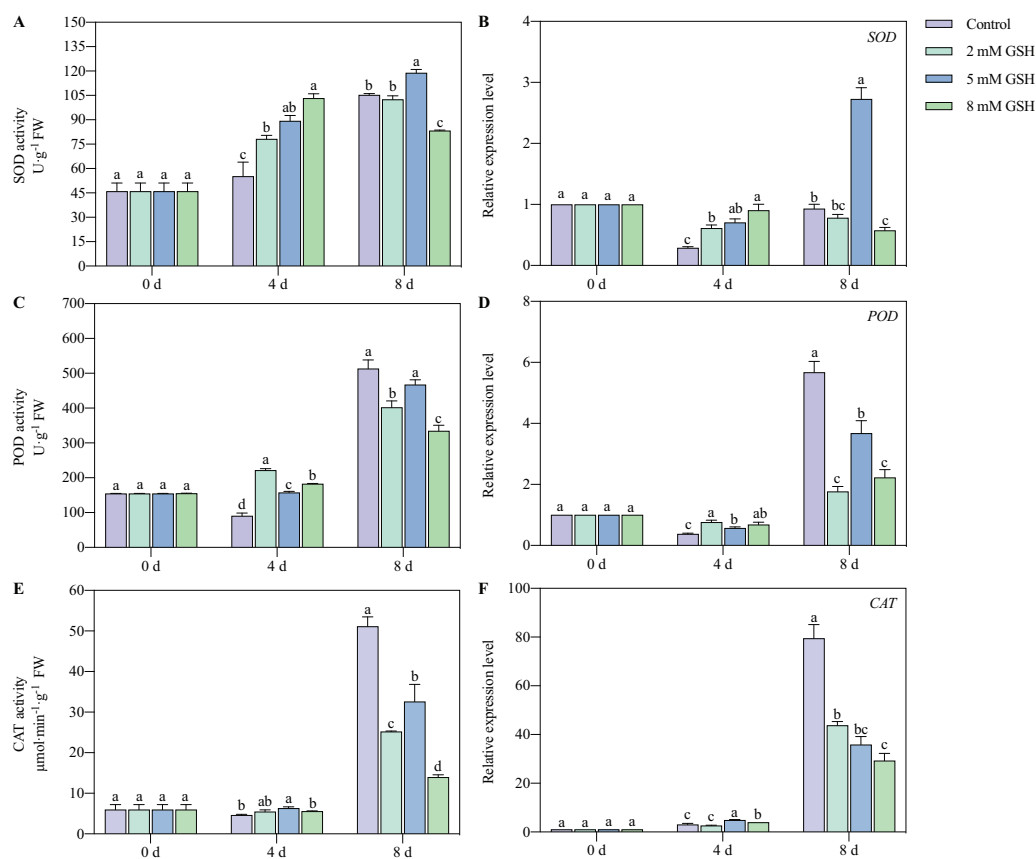 A
SOD activity
U·g⁻¹ FW
150
135
120
105
90
75
60
45
30
15
0
a a a a
c b ab a
b b a c
0 d 4 d 8 d
B
SOD
Relative expression level
4
3
2
1
0
a a a a
c b ab a
b bc a c
0 d 4 d 8 d
Control
2 mM GSH
5 mM GSH
8 mM GSH
C
POD activity
U·g⁻¹ FW
700
600
500
400
300
200
100
0
a a a a
d a c b
a b a c
0 d 4 d 8 d
D
POD
Relative expression level
8
6
4
2
0
a a a a
c a b ab
a c b c
0 d 4 d 8 d
E
CAT activity
μmol·min⁻¹·g⁻¹ FW
60
50
40
30
20
10
0
a a a a
b ab a b
a c b d
0 d 4 d 8 d
F
CAT
Relative expression level
100
80
60
40
20
0
a a a a
c c a b
a b bc c
0 d 4 d 8 d